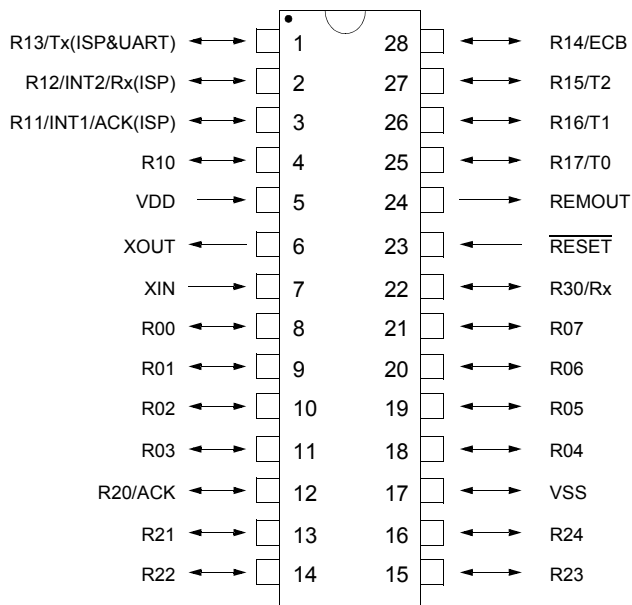 R13/Tx(ISP&UART) 1 28 R14/ECB
R12/INT2/Rx(ISP) 2 27 R15/T2
R11/INT1/ACK(ISP) 3 26 R16/T1
R10 4 25 R17/T0
VDD 5 24 REMOUT
XOUT 6 23 RESET
XIN 7 22 R30/Rx
R00 8 21 R07
R01 9 20 R06
R02 10 19 R05
R03 11 18 R04
R20/ACK 12 17 VSS
R21 13 16 R24
R22 14 15 R23